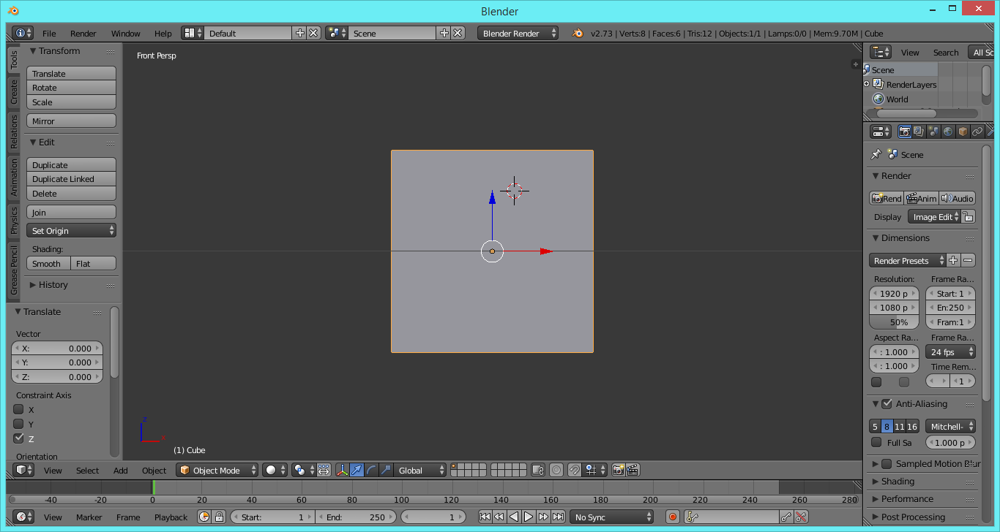 Blender
File Render Window Help Default Scene Blender Render v2.73 | Verts:8 | Faces:6 | Tris:12 | Objects:1/1 | Lamps:0/0 | Mem:9.70M | Cube
Tools
Create
Relations
Animation
Physics
Grease Pencil
Transform
Translate
Rotate
Scale
Mirror
Edit
Duplicate
Duplicate Linked
Delete
Join
Set Origin
Shading:
Smooth Flat
History
Translate
Vector
X: 0.000
Y: 0.000
Z: 0.000
Constraint Axis
X
Y
Z
Orientation
Front Persp
z
x
(1) Cube
View Select Add Object Object Mode Global
-40 -20 0 20 40 60 80 100 120 140 160 180 200 220 240 260 280
View Marker Frame Playback Start: 1 End: 250 1 No Sync
View Search All Sc
Scene
RenderLayers
World
Scene
Render
Rend Anim Audio
Display Image Edit
Dimensions
Render Presets
Resolution: Frame Ra...
1920 p Start: 1
1080 p En:250
50% Fram:1
Aspect Ra... Frame Ra...
: 1.000 24 fps
: 1.000 Time Rem...
1
Anti-Aliasing
5 8 11 16 Mitchell-
Full Sa 1.000 p
Sampled Motion Blur
Shading
Performance
Post Processing